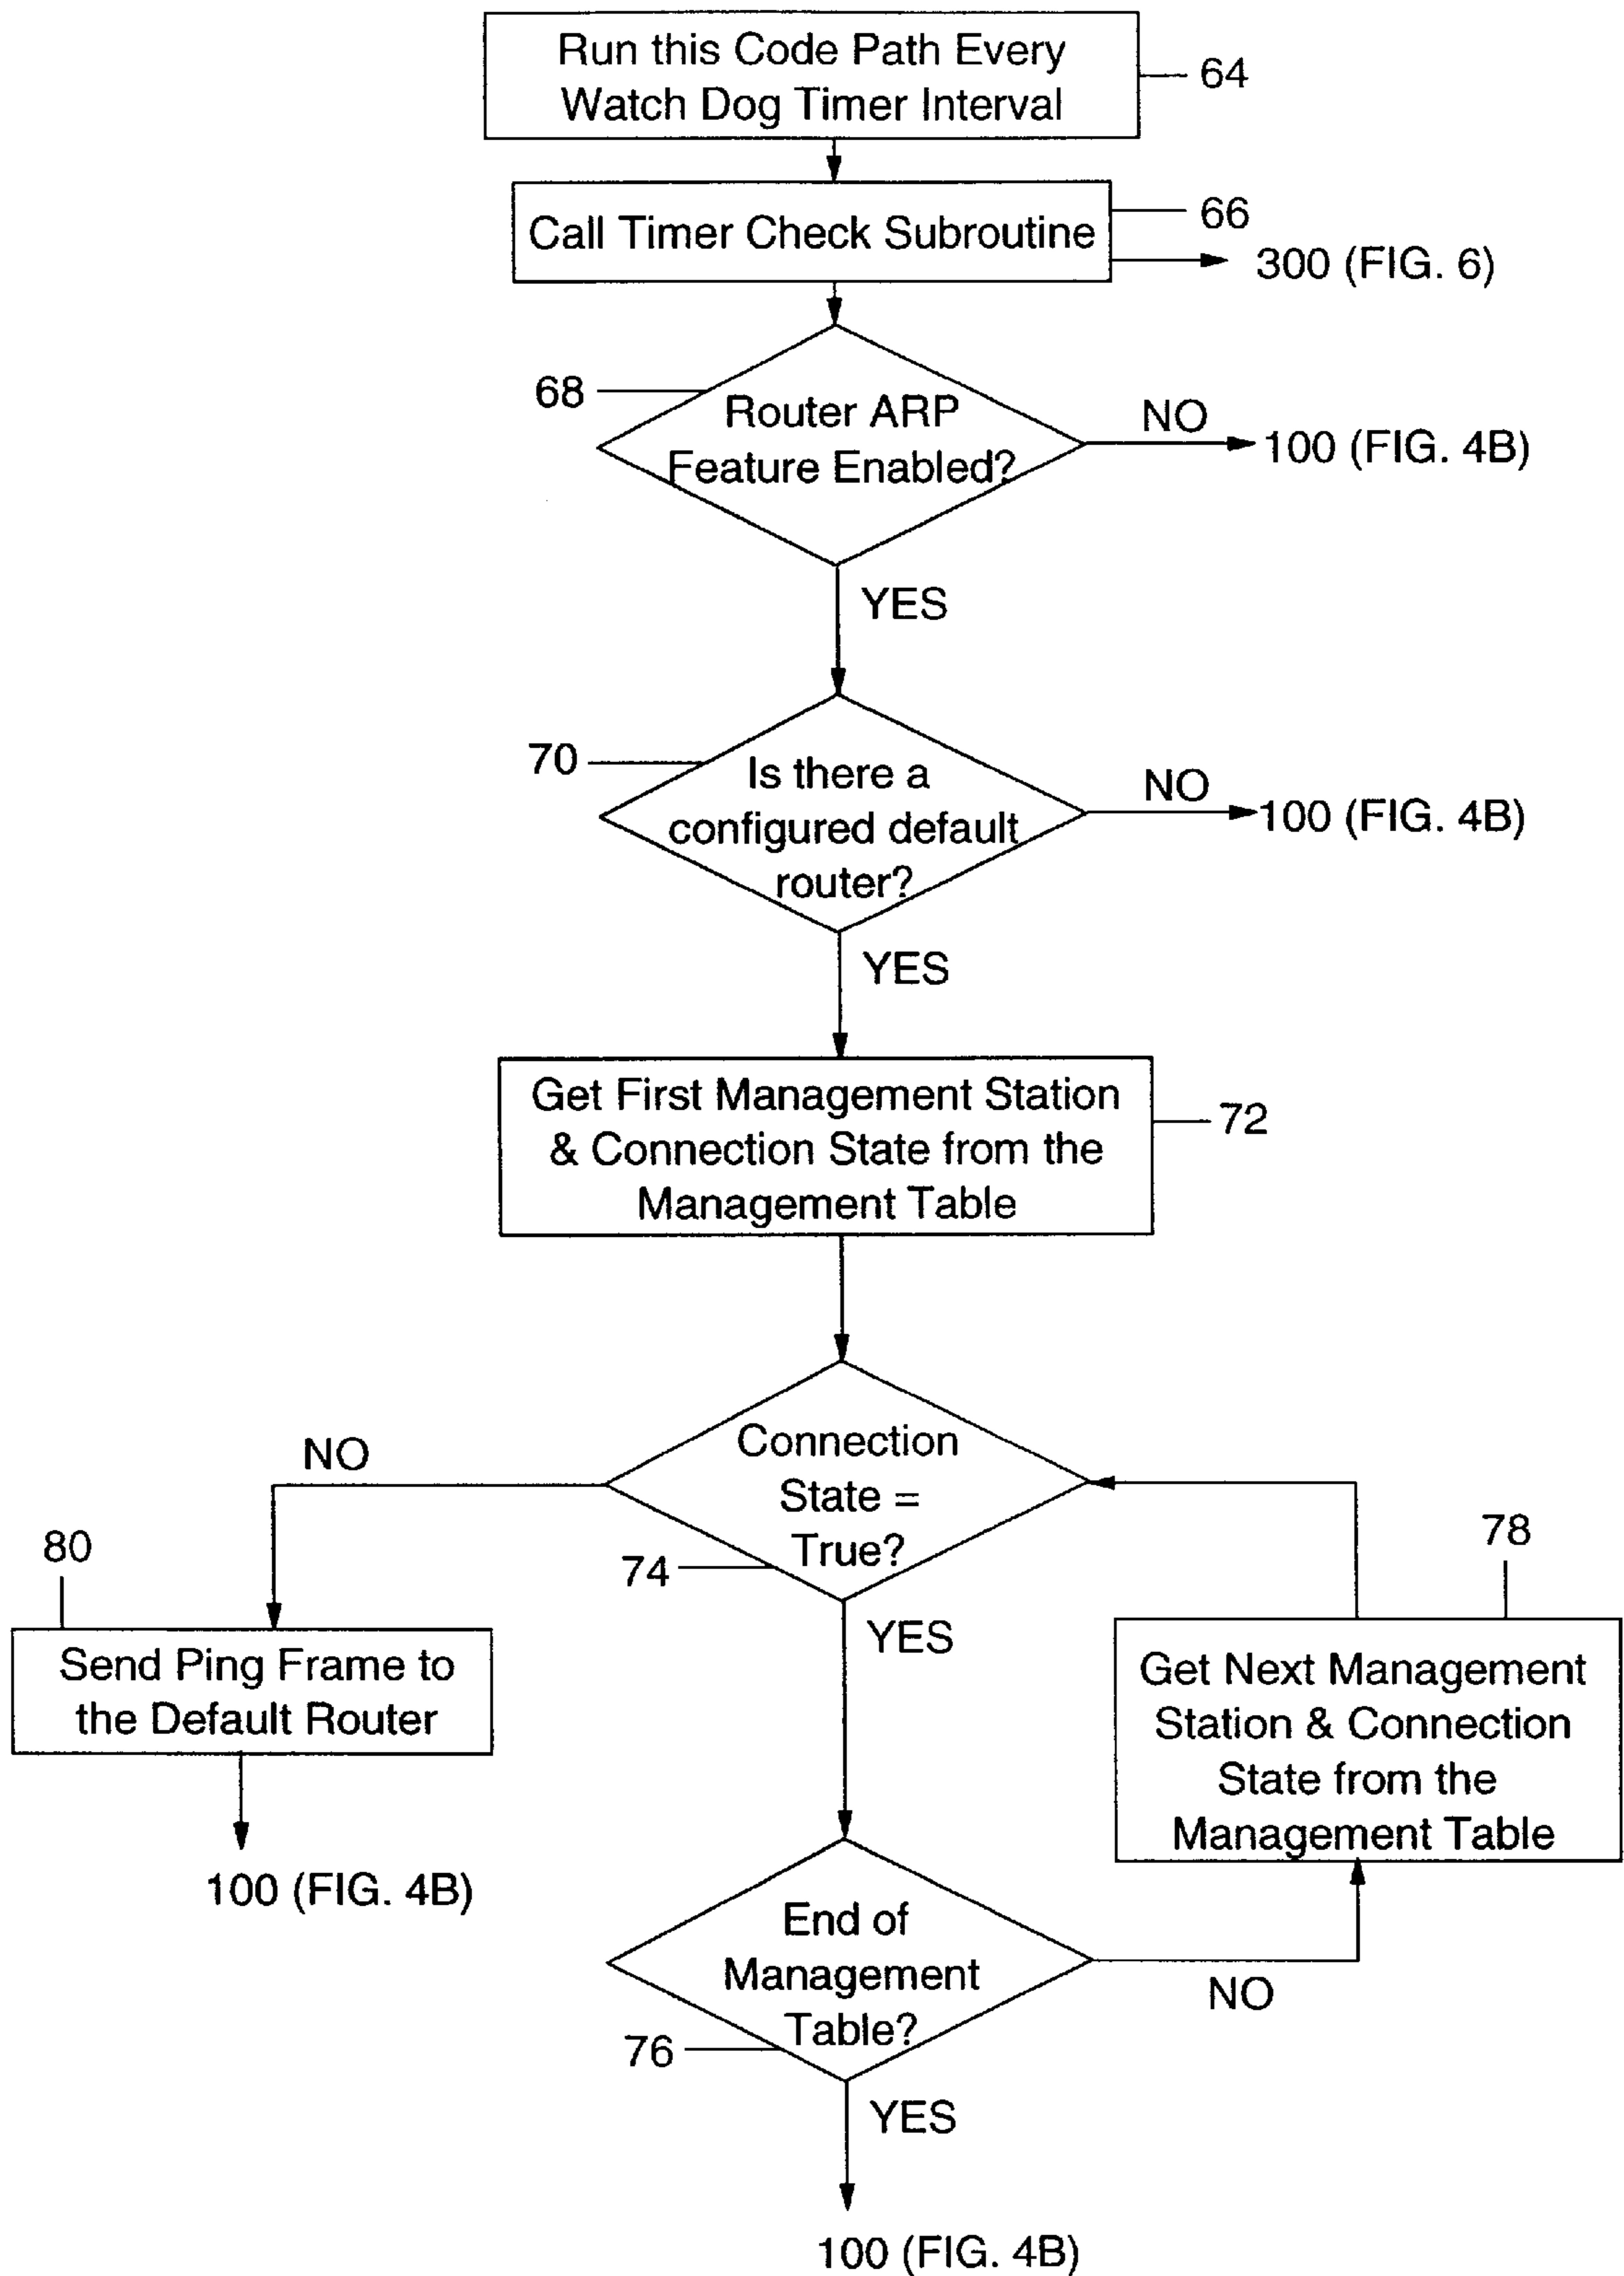 Run this Code Path Every
Watch Dog Timer Interval
64
Call Timer Check Subroutine
66
300 (FIG. 6)
68
Router ARP
Feature Enabled?
NO
100 (FIG. 4B)
YES
70
Is there a
configured default
router?
NO
100 (FIG. 4B)
YES
Get First Management Station
& Connection State from the
Management Table
72
Connection
State =
True?
74
NO
YES
80
Send Ping Frame to
the Default Router
100 (FIG. 4B)
78
Get Next Management
Station & Connection
State from the
Management Table
End of
Management
Table?
76
NO
YES
100 (FIG. 4B)